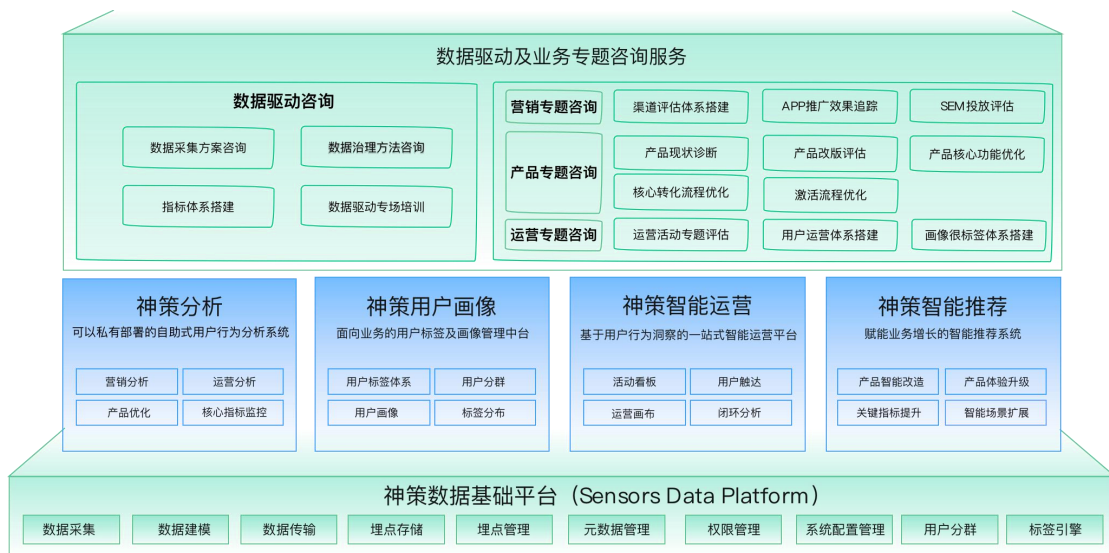 数据驱动及业务专题咨询服务
数据驱动咨询
数据采集方案咨询
数据治理方法咨询
指标体系搭建
数据驱动专场培训
营销专题咨询
渠道评估体系搭建
APP推广效果追踪
SEM投放评估
产品专题咨询
产品现状诊断
产品改版评估
产品核心功能优化
核心转化流程优化
激活流程优化
运营专题咨询
运营活动专题评估
用户运营体系搭建
画像很标签体系搭建
神策分析
可以私有部署的自助式用户行为分析系统
营销分析
运营分析
产品优化
核心指标监控
神策用户画像
面向业务的用户标签及画像管理中台
用户标签体系
用户分群
用户画像
标签分布
神策智能运营
基于用户行为洞察的一站式智能运营平台
活动看板
用户触达
运营画布
闭环分析
神策智能推荐
赋能业务增长的智能推荐系统
产品智能改造
产品体验升级
关键指标提升
智能场景扩展
神策数据基础平台（Sensors Data Platform）
数据采集
数据建模
数据传输
埋点存储
埋点管理
元数据管理
权限管理
系统配置管理
用户分群
标签引擎